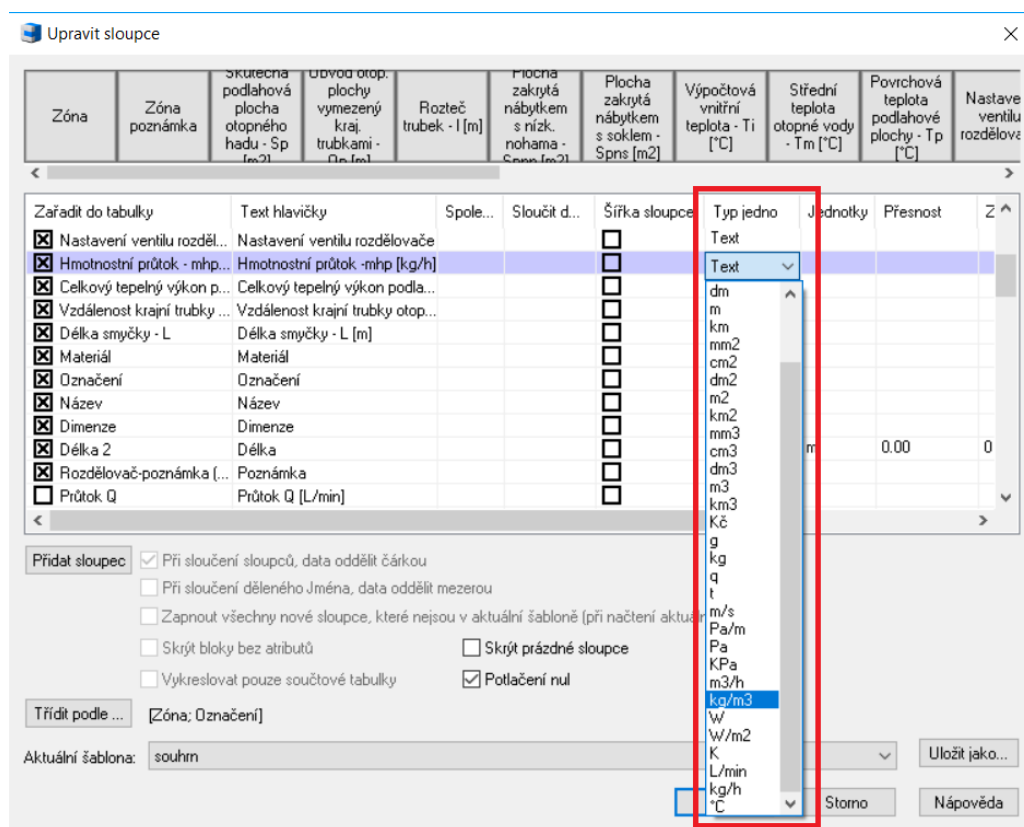 Upravit sloupce
Zóna
Zóna
poznámka
Skutečná
podlahová
plocha
otopného
hadu - Sp
[m2]
Obvod otop.
plochy
vymezený
kraj.
trubkami -
Op [m]
Rozteč
trubek - l [m]
Plocha
zakrytá
nábytkem
s nízk.
nohama -
Spnn [m2]
Plocha
zakrytá
nábytkem
s soklem -
Spns [m2]
Výpočtová
vnitřní
teplota - Ti
[°C]
Střední
teplota
otopné vody
- Tm [°C]
Povrchová
teplota
podlahové
plochy - Tp
[°C]
Nastave
ventilu
rozdělova
Zařadit do tabulky Text hlavičky Spole... Sloučit d... Šířka sloupce Typ jedno Jednotky Přesnost Z
Nastavení ventilu rozděl... Nastavení ventilu rozdělovače Text
Hmotnostní průtok - mhp... Hmotnostní průtok -mhp [kg/h] Text
Celkový tepelný výkon p... Celkový tepelný výkon podla...
Vzdálenost krajní trubky ... Vzdálenost krajní trubky otop...
Délka smyčky - L Délka smyčky - L [m]
Materiál Materiál
Označení Označení
Název Název
Dimenze Dimenze
Délka 2 Délka m 0.00 0
Rozdělovač-poznámka (... Poznámka
Průtok Q Průtok Q [L/min]
dm
m
km
mm2
cm2
dm2
m2
km2
mm3
cm3
dm3
m3
km3
Kč
g
kg
q
t
m/s
Pa/m
Pa
KPa
m3/h
kg/m3
W
W/m2
K
L/min
kg/h
°C
Přidat sloupec
Při sloučení sloupců, data oddělit čárkou
Při sloučení děleného Jména, data oddělit mezerou
Zapnout všechny nové sloupce, které nejsou v aktuální šabloně (při načtení aktuáln
Skrýt bloky bez atributů Skrýt prázdné sloupce
Vykreslovat pouze součtové tabulky Potlačení nul
Třídit podle ... [Zóna; Označení]
Aktuální šablona: souhrn Uložit jako...
Storno Nápověda